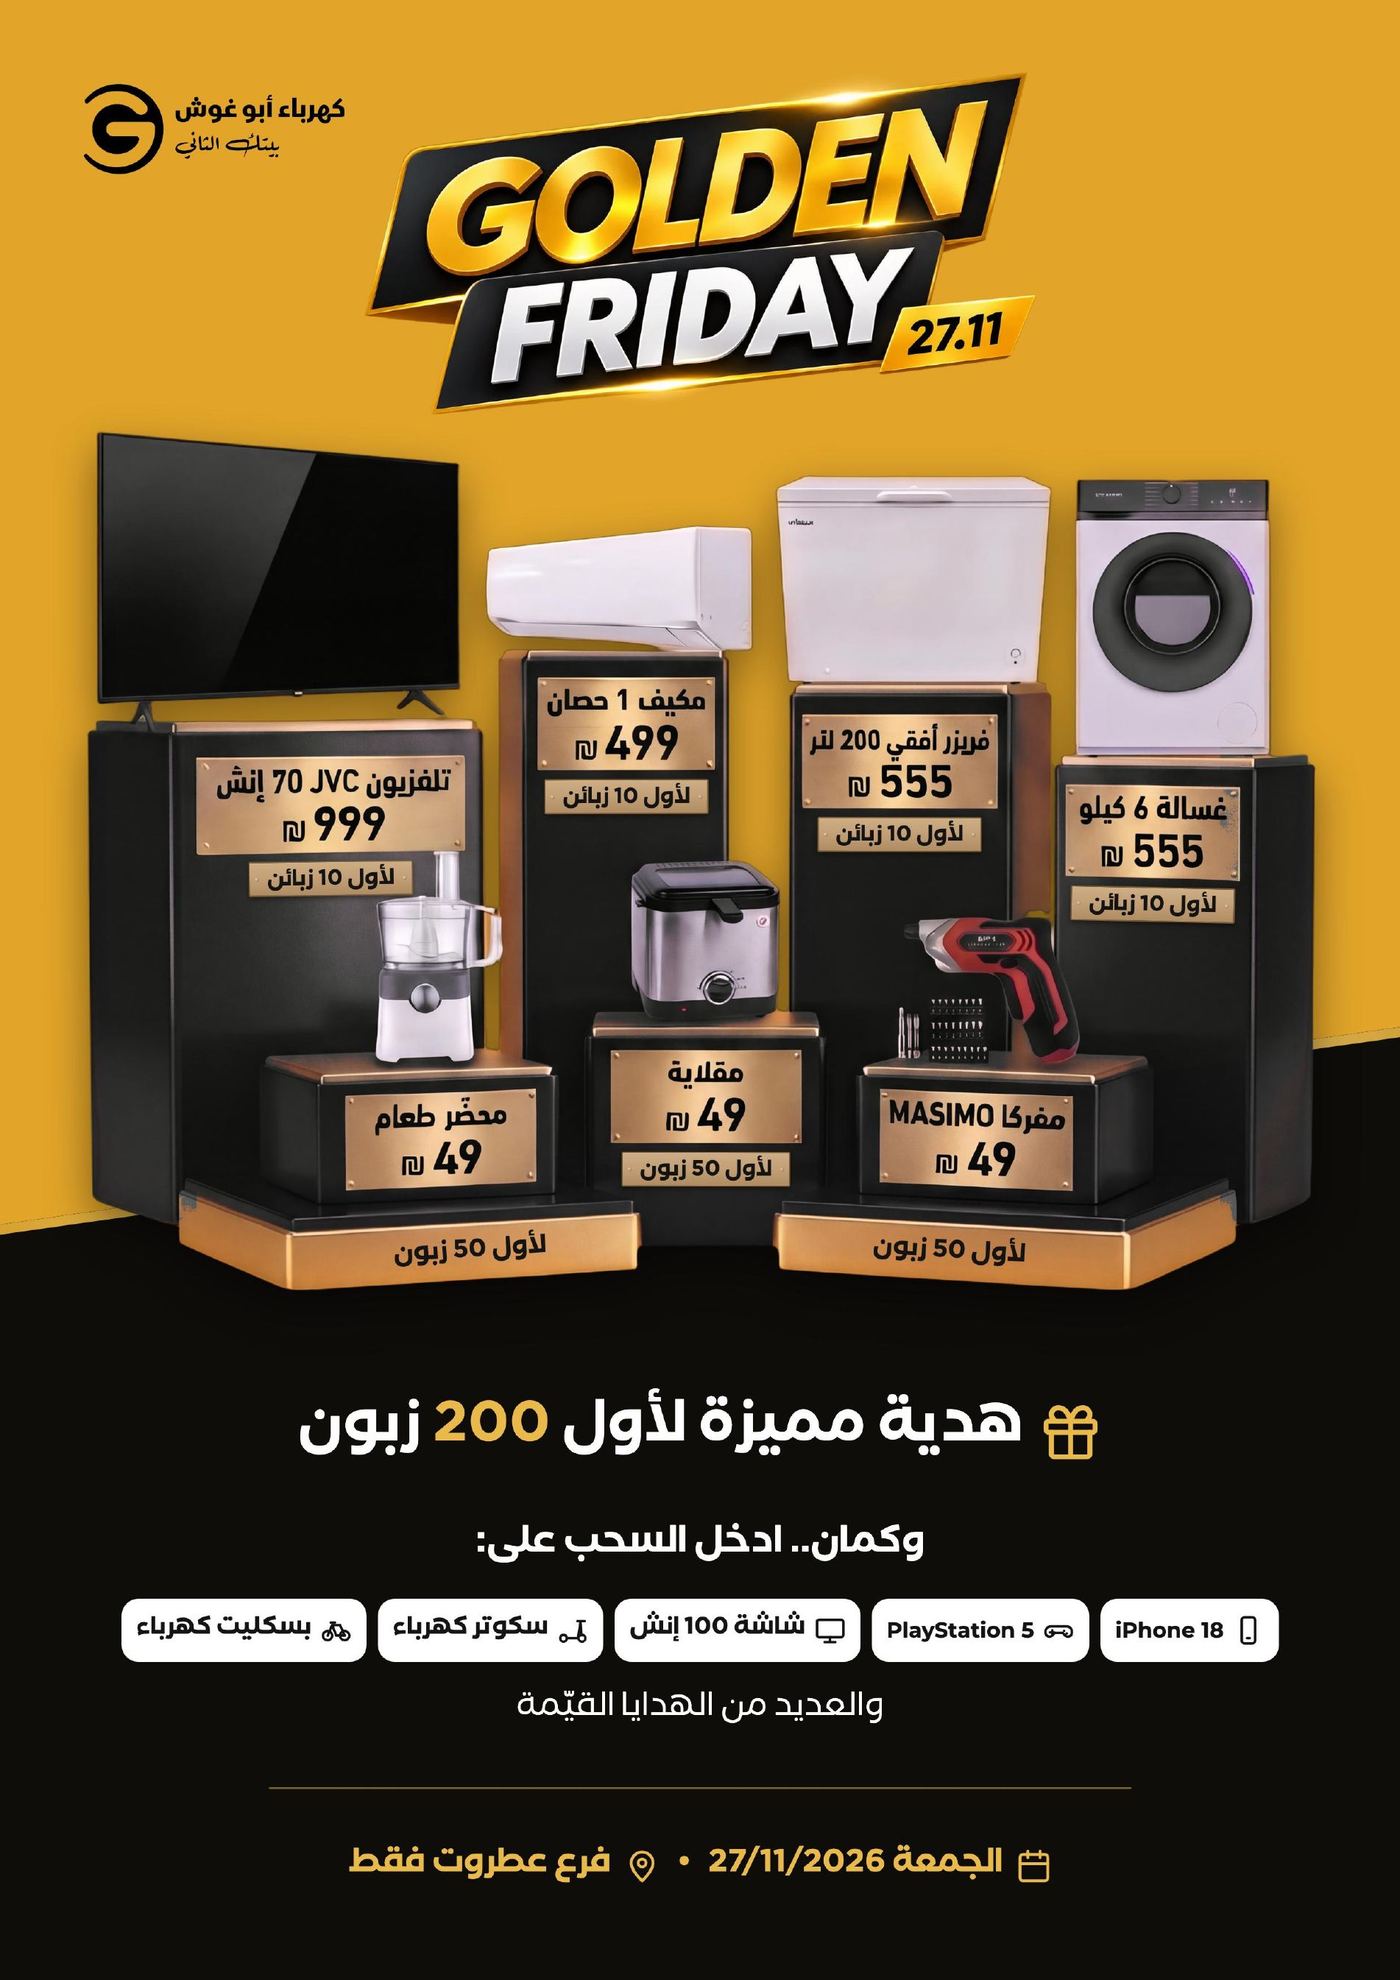 كهرباء أبو غوش
بيتك الثاني
GOLDEN
FRIDAY
27.11
تلفزيون JVC 70 إنش
999 ₪
لأول 10 زبائن
مكيف 1 حصان
499 ₪
لأول 10 زبائن
فريزر أفقي 200 لتر
555 ₪
لأول 10 زبائن
غسالة 6 كيلو
555 ₪
لأول 10 زبائن
محضّر طعام
49 ₪
لأول 50 زبون
مقلاية
49 ₪
لأول 50 زبون
مفركا MASIMO
49 ₪
لأول 50 زبون
هدية مميزة لأول 200 زبون
وكمان.. ادخل السحب على:
iPhone 18
PlayStation 5
شاشة 100 إنش
سكوتر كهرباء
بسكليت كهرباء
والعديد من الهدايا القيّمة
الجمعة 27/11/2026 • فرع عطروت فقط